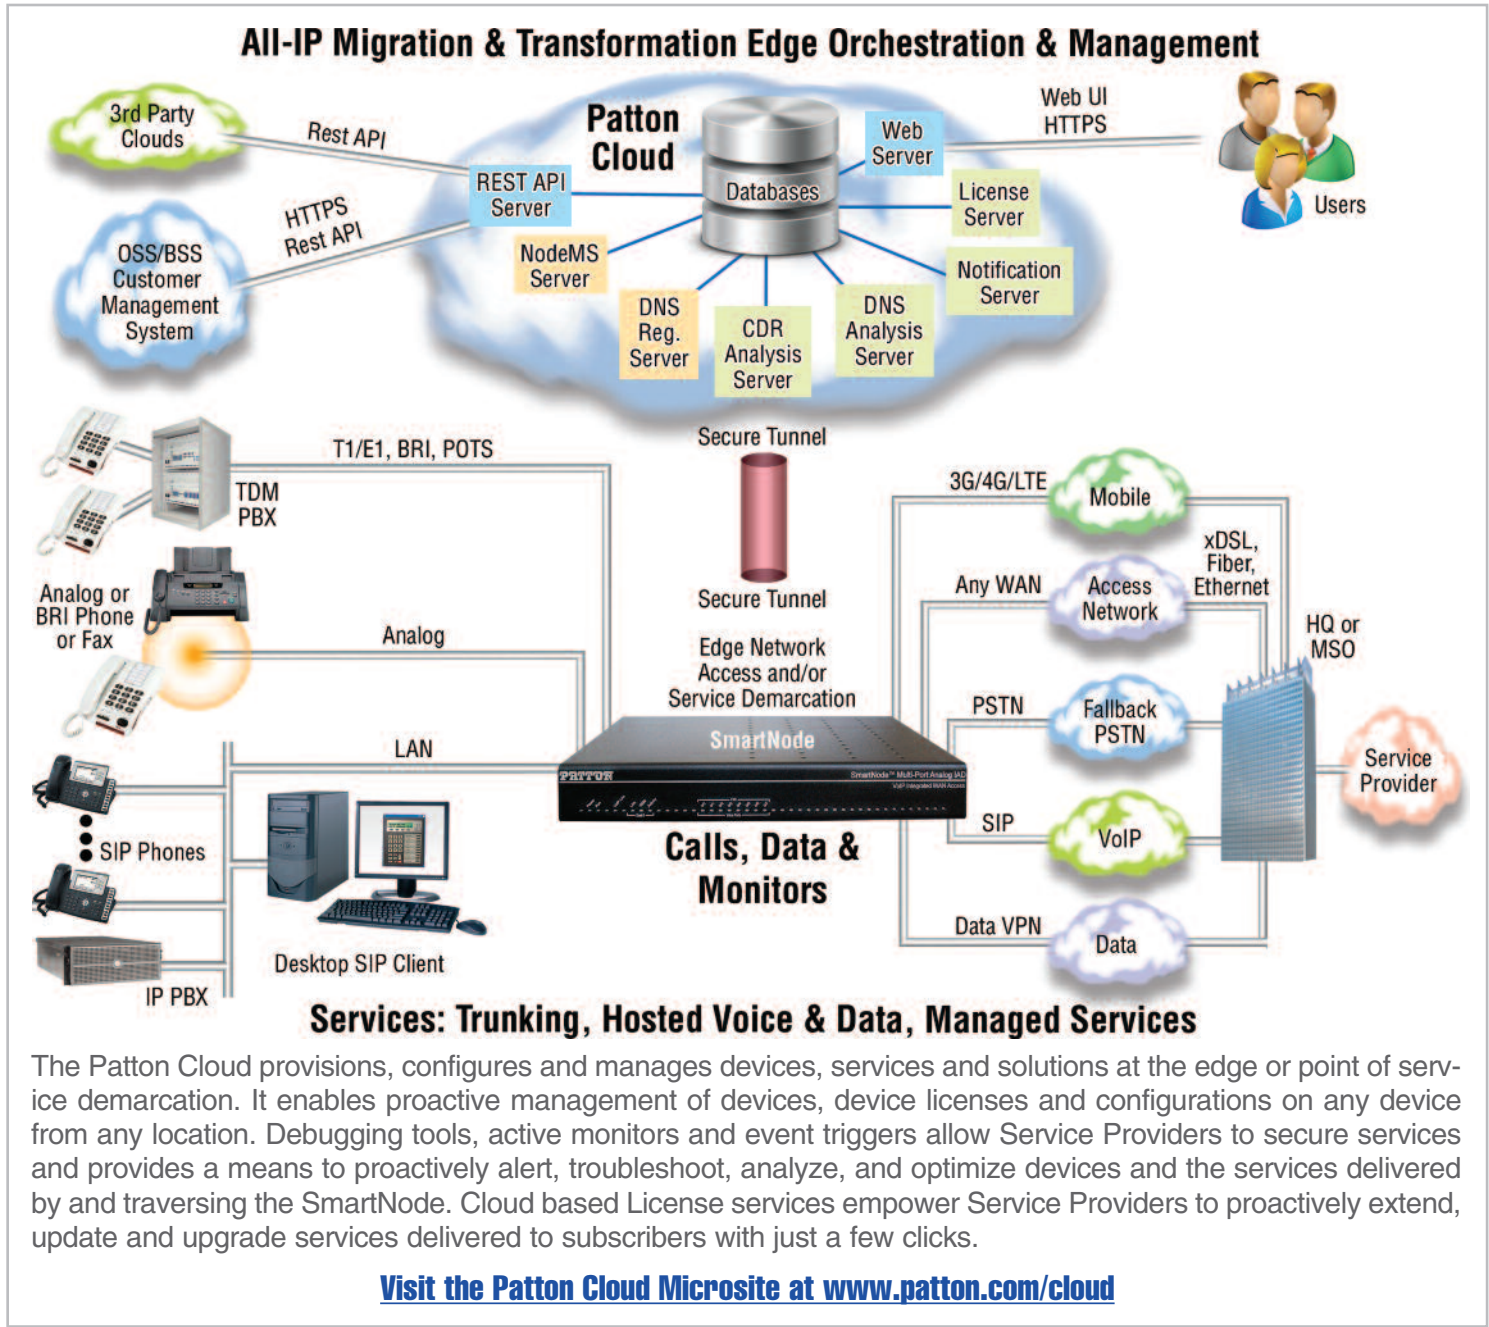 All-IP Migration & Transformation Edge Orchestration & Management
3rd Party
Clouds
Rest API
Patton
Cloud
Databases
Web
Server
Web UI
HTTPS
Users
REST API
Server
HTTPS
Rest API
OSS/BSS
Customer
Management
System
License
Server
NodeMS
Server
Notification
Server
DNS
Reg.
Server
CDR
Analysis
Server
DNS
Analysis
Server
T1/E1, BRI, POTS
TDM
PBX
Secure Tunnel
Secure Tunnel
Analog or
BRI Phone
or Fax
Analog
Edge Network
Access and/or
Service Demarcation
3G/4G/LTE
Mobile
xDSL,
Fiber,
Ethernet
Any WAN
Access
Network
HQ or
MSO
PSTN
Fallback
PSTN
Service
Provider
SIP
VoIP
Data VPN
Data
LAN
SmartNode
PATTON
SmartNode™ Multi-Port Analog IAD
VoIP Integrated WAN Access
Calls, Data &
Monitors
SIP Phones
Desktop SIP Client
IP PBX
Services: Trunking, Hosted Voice & Data, Managed Services
The Patton Cloud provisions, configures and manages devices, services and solutions at the edge or point of serv-
ice demarcation. It enables proactive management of devices, device licenses and configurations on any device
from any location. Debugging tools, active monitors and event triggers allow Service Providers to secure services
and provides a means to proactively alert, troubleshoot, analyze, and optimize devices and the services delivered
by and traversing the SmartNode. Cloud based License services empower Service Providers to proactively extend,
update and upgrade services delivered to subscribers with just a few clicks.
Visit the Patton Cloud Microsite at www.patton.com/cloud